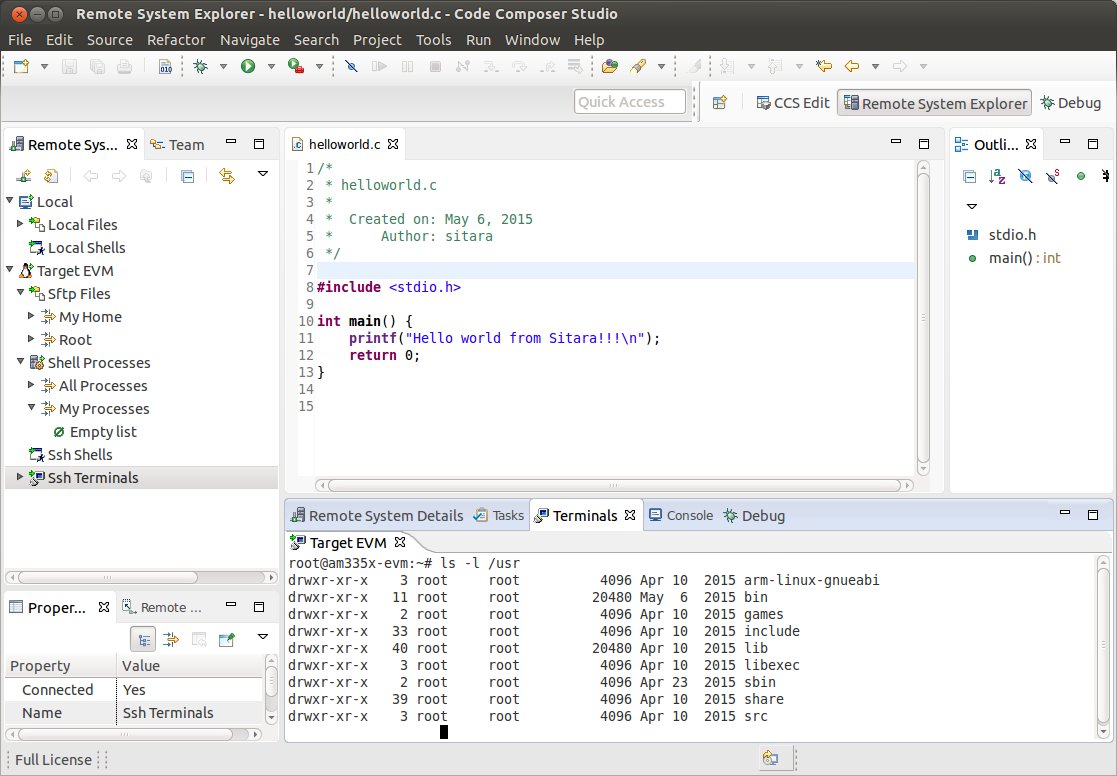 Remote System Explorer - helloworld/helloworld.c - Code Composer Studio
File Edit Source Refactor Navigate Search Project Tools Run Window Help
010
Quick Access
CCS Edit Remote System Explorer Debug
Remote Sys... Team
Local
Local Files
Local Shells
Target EVM
Sftp Files
My Home
Root
Shell Processes
All Processes
My Processes
Empty list
Ssh Shells
Ssh Terminals
helloworld.c
1 /*
2  * helloworld.c
3  *
4  *  Created on: May 6, 2015
5  *      Author: sitara
6  */
7
8 #include <stdio.h>
9
10 int main() {
11     printf("Hello world from Sitara!!!\n");
12     return 0;
13 }
14
15
Outli...
stdio.h
main() : int
Proper... Remote ...
Property Value
Connected Yes
Name Ssh Terminals
Remote System Details Tasks Terminals Console Debug
Target EVM
root@am335x-evm:~# ls -l /usr
drwxr-xr-x    3 root     root          4096 Apr 10  2015 arm-linux-gnueabi
drwxr-xr-x   11 root     root         20480 May  6  2015 bin
drwxr-xr-x    2 root     root          4096 Apr 10  2015 games
drwxr-xr-x   33 root     root          4096 Apr 10  2015 include
drwxr-xr-x   40 root     root         20480 Apr 10  2015 lib
drwxr-xr-x    3 root     root          4096 Apr 10  2015 libexec
drwxr-xr-x    2 root     root          4096 Apr 23  2015 sbin
drwxr-xr-x   39 root     root          4096 Apr 10  2015 share
drwxr-xr-x    3 root     root          4096 Apr 10  2015 src
Full License